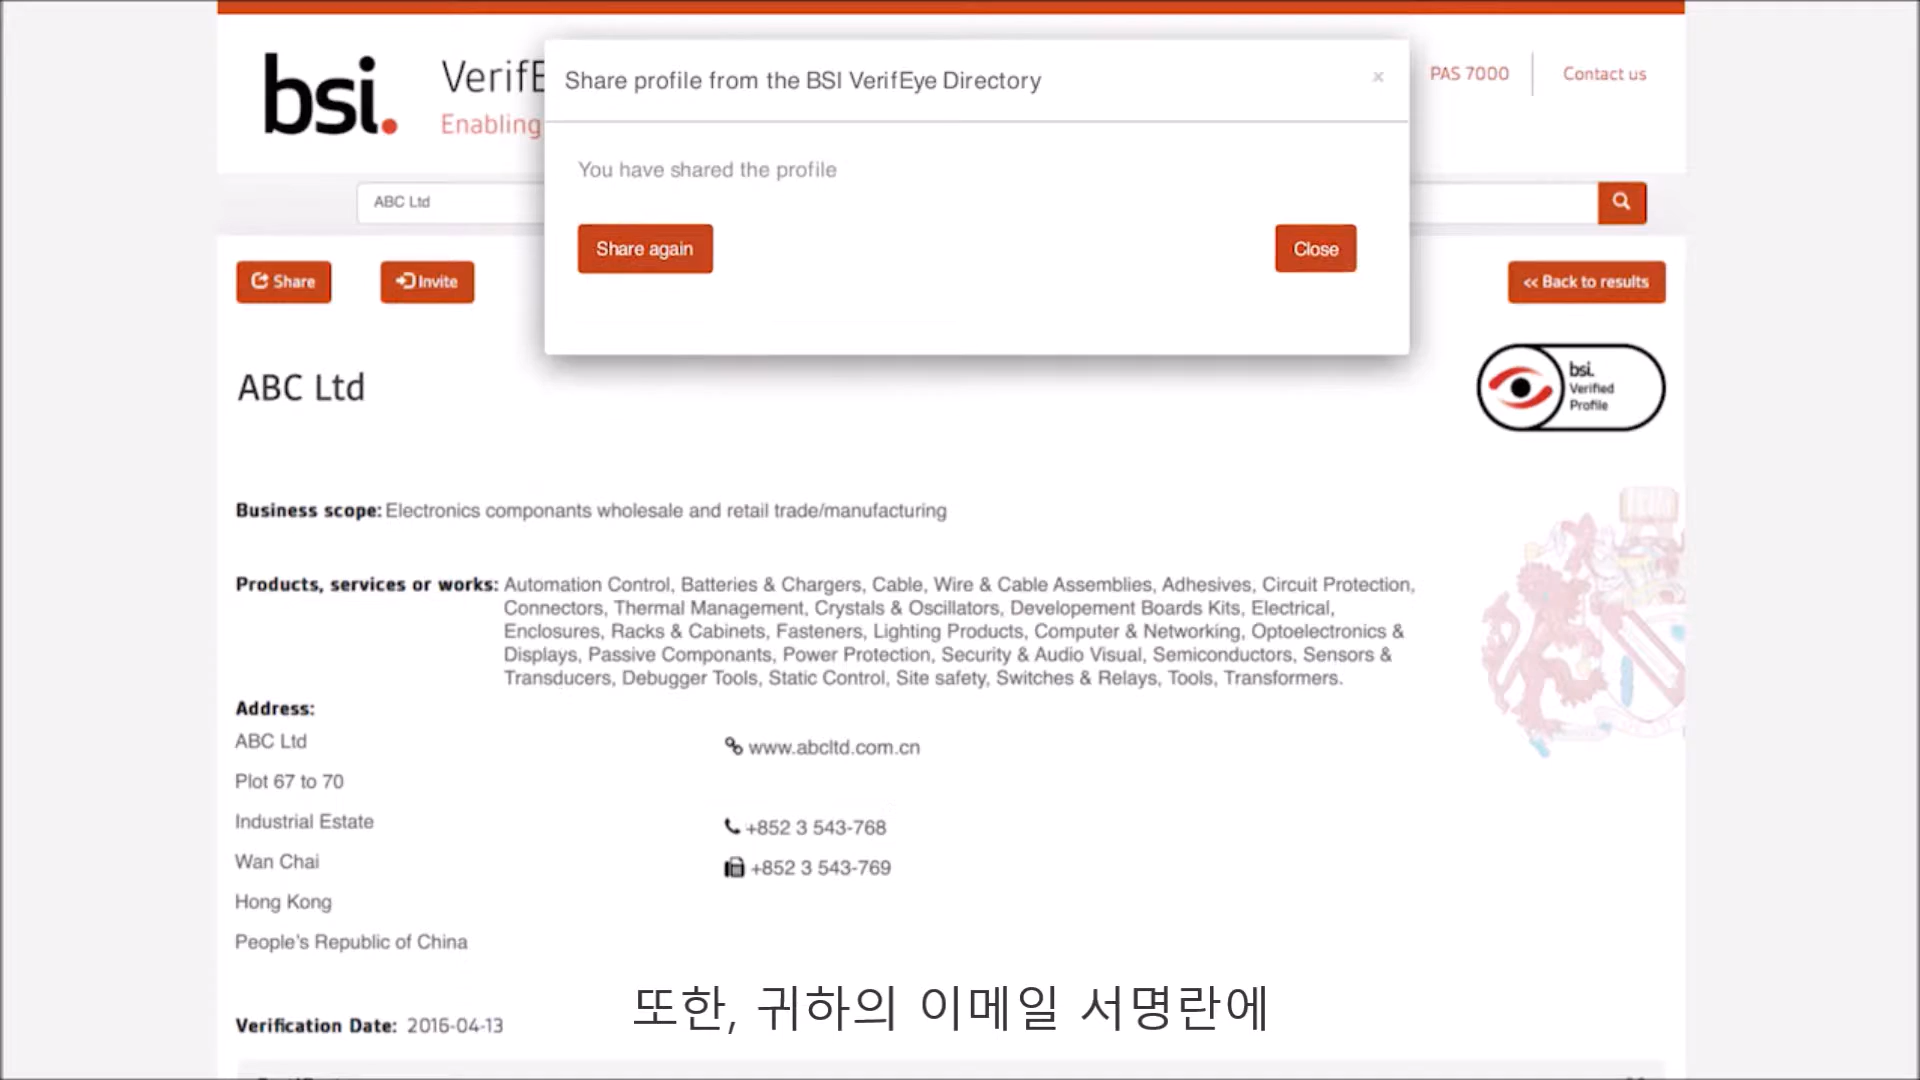 bsi.
VerifE
Enabling
Share profile from the BSI VerifEye Directory
×
PAS 7000
Contact us
You have shared the profile
ABC Ltd
Share again
Close
Share
Invite
<< Back to results
ABC Ltd
bsi.
Verified
Profile
Business scope: Electronics componants wholesale and retail trade/manufacturing
Products, services or works: Automation Control, Batteries & Chargers, Cable, Wire & Cable Assemblies, Adhesives, Circuit Protection,
Connectors, Thermal Management, Crystals & Oscillators, Developement Boards Kits, Electrical,
Enclosures, Racks & Cabinets, Fasteners, Lighting Products, Computer & Networking, Optoelectronics &
Displays, Passive Components, Power Protection, Security & Audio Visual, Semiconductors, Sensors &
Transducers, Debugger Tools, Static Control, Site safety, Switches & Relays, Tools, Transformers.
Address:
ABC Ltd
www.abcltd.com.cn
Plot 67 to 70
Industrial Estate
+852 3 543-768
Wan Chai
+852 3 543-769
Hong Kong
People's Republic of China
또한, 귀하의 이메일 서명란에
Verification Date: 2016-04-13